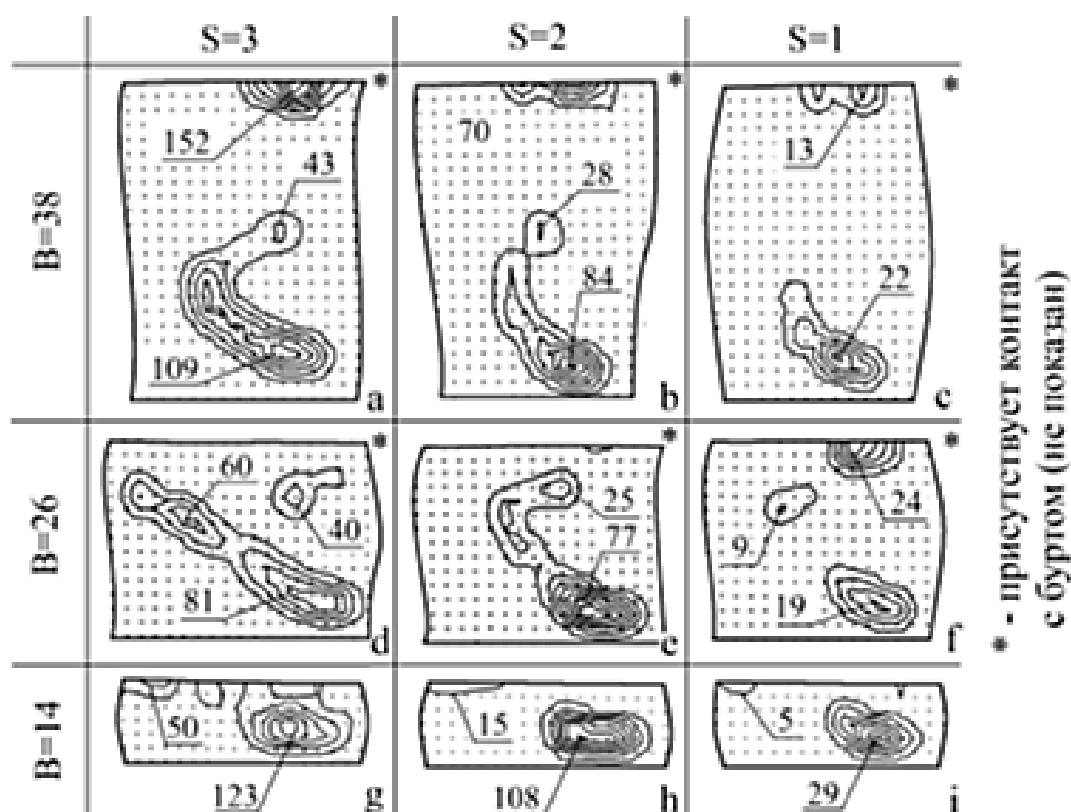 S=3 S=2 S=1
B=38
152
43
109
a
*
70
28
84
b
*
13
22
c
*
B=26
60
40
81
d
*
25
77
e
*
24
9
19
f
*
B=14
50
123
g
15
108
h
5
29
i
* - присутствует контакт
с буртом (не показан)